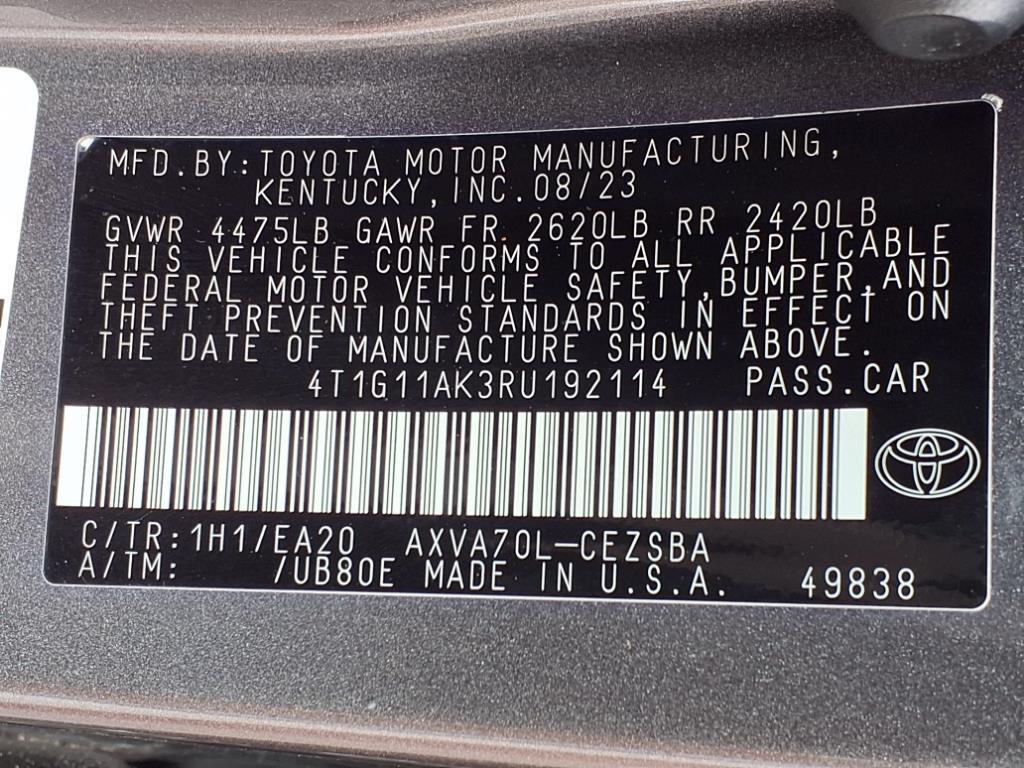 MFD.BY:TOYOTA MOTOR MANUFACTURING,
KENTUCKY,INC.08/23
GVWR 4475LB GAWR FR 2620LB RR 2420LB
THIS VEHICLE CONFORMS TO ALL APPLICABLE
FEDERAL MOTOR VEHICLE SAFETY,BUMPER,AND
THEFT PREVENTION STANDARDS IN EFFECT ON
THE DATE OF MANUFACTURE SHOWN ABOVE.
4T1G11AK3RU192114 PASS.CAR
C/TR:1H1/EA20 AXVA70L-CEZSBA
A/TM: /UB80E MADE IN U.S.A. 49838